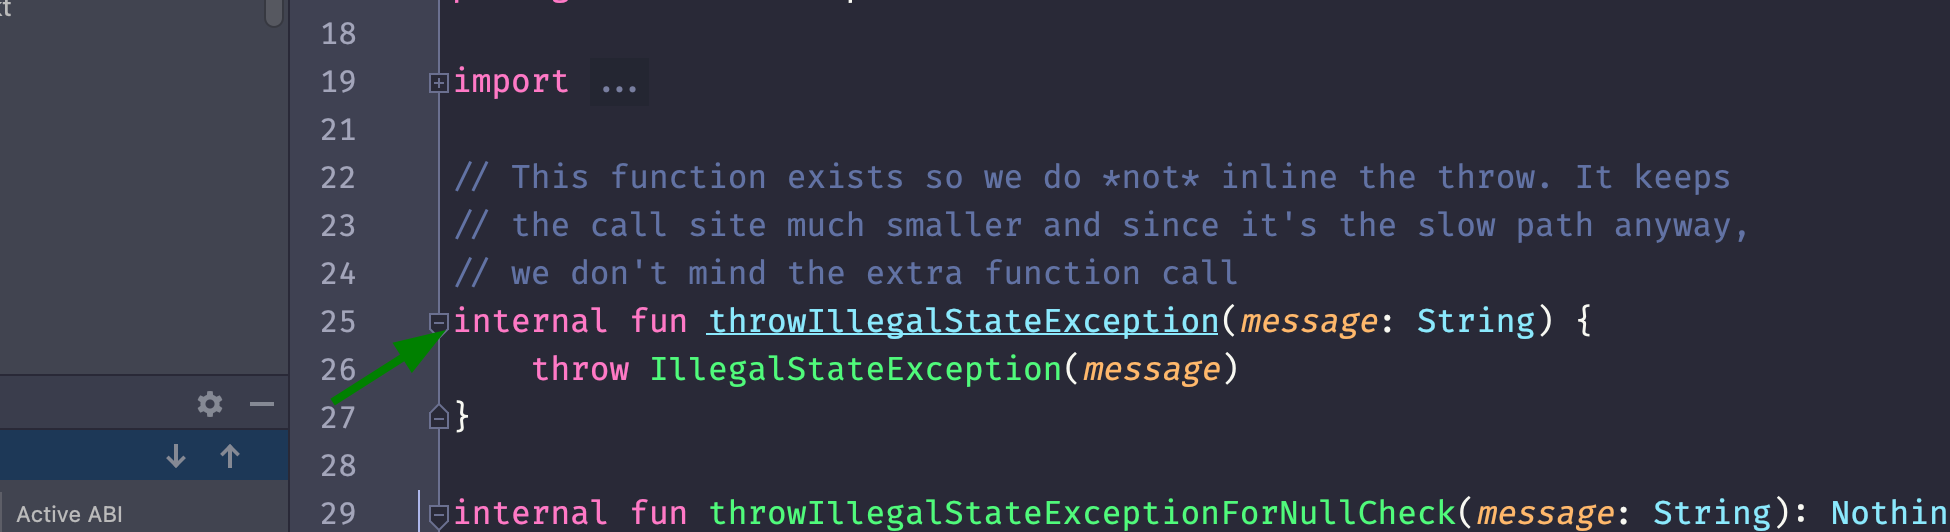 18
19 import ...
21
22 // This function exists so we do *not* inline the throw. It keeps
23 // the call site much smaller and since it's the slow path anyway,
24 // we don't mind the extra function call
25 internal fun throwIllegalStateException(message: String) {
26 throw IllegalStateException(message)
27 }
28
29 internal fun throwIllegalStateExceptionForNullCheck(message: String): Nothin
Active ABI